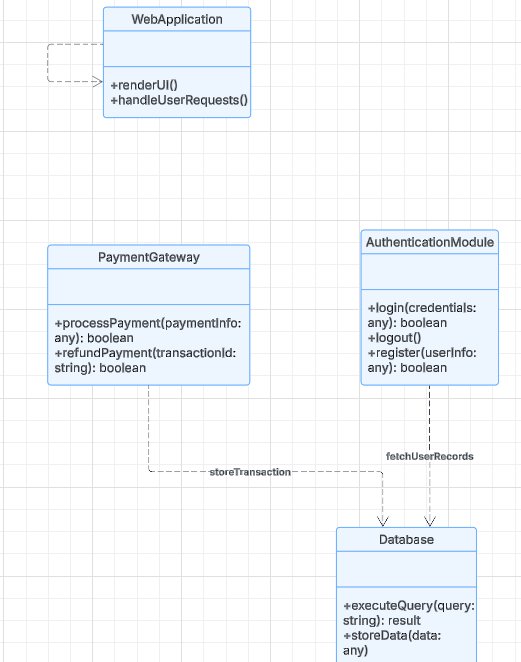 WebApplication
+renderUI()
+handleUserRequests()
PaymentGateway
+processPayment(paymentInfo:
any): boolean
+refundPayment(transactionId:
string): boolean
AuthenticationModule
+login(credentials:
any): boolean
+logout()
+register(userInfo:
any): boolean
fetchUserRecords
storeTransaction
Database
+executeQuery(query:
string): result
+storeData(data:
any)